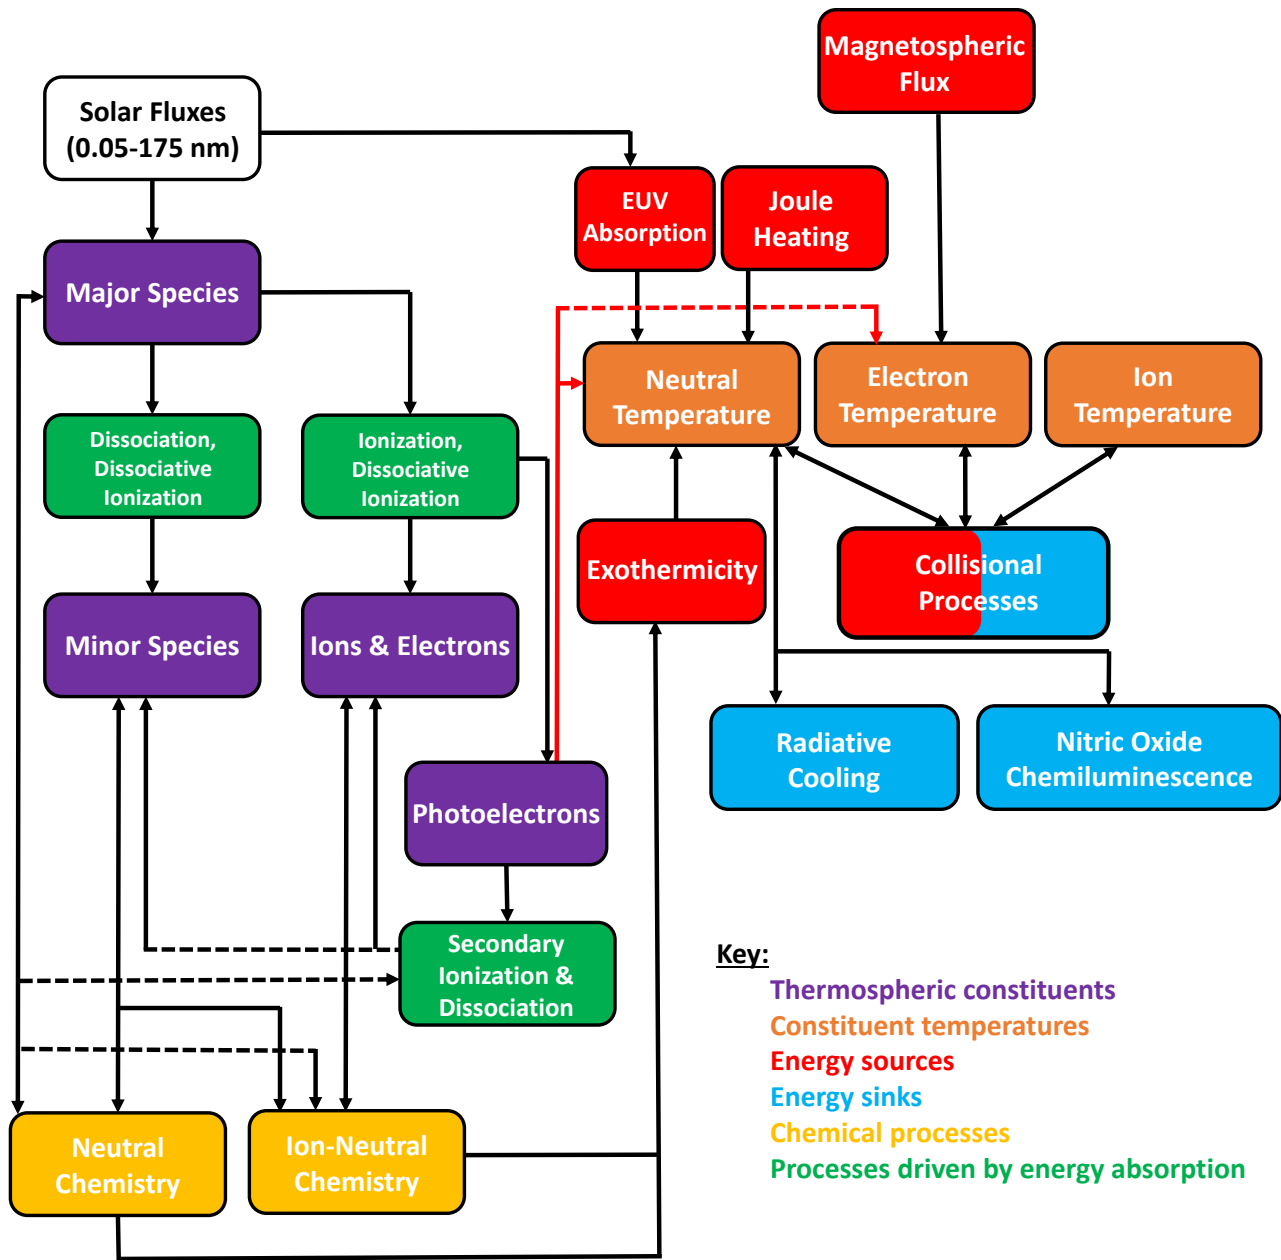 Magnetospheric
Flux
Solar Fluxes
(0.05-175 nm)
EUV
Absorption
Joule
Heating
Major Species
Neutral
Temperature
Electron
Temperature
Ion
Temperature
Dissociation,
Dissociative
Ionization
Ionization,
Dissociative
Ionization
Exothermicity
Collisional
Processes
Minor Species
Ions & Electrons
Radiative
Cooling
Nitric Oxide
Chemiluminescence
Photoelectrons
Secondary
Ionization &
Dissociation
Key:
Thermospheric constituents
Constituent temperatures
Energy sources
Energy sinks
Chemical processes
Processes driven by energy absorption
Neutral
Chemistry
Ion-Neutral
Chemistry